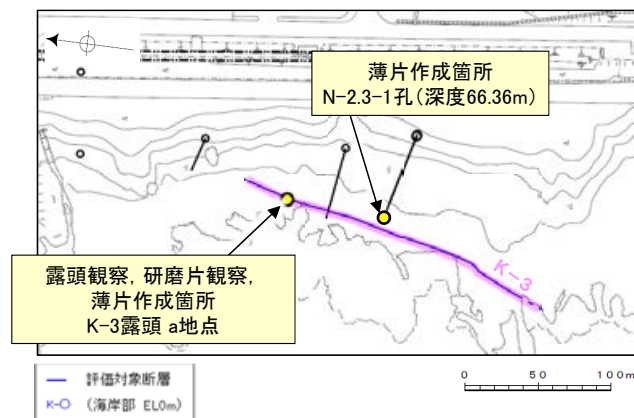 薄片作成箇所
N-2.3-1孔(深度66.36m)
露頭観察, 研磨片観察,
薄片作成箇所
K-3露頭 a地点
K-3
評価対象断層
K-○ (海岸部 EL0m)
0 50 100m